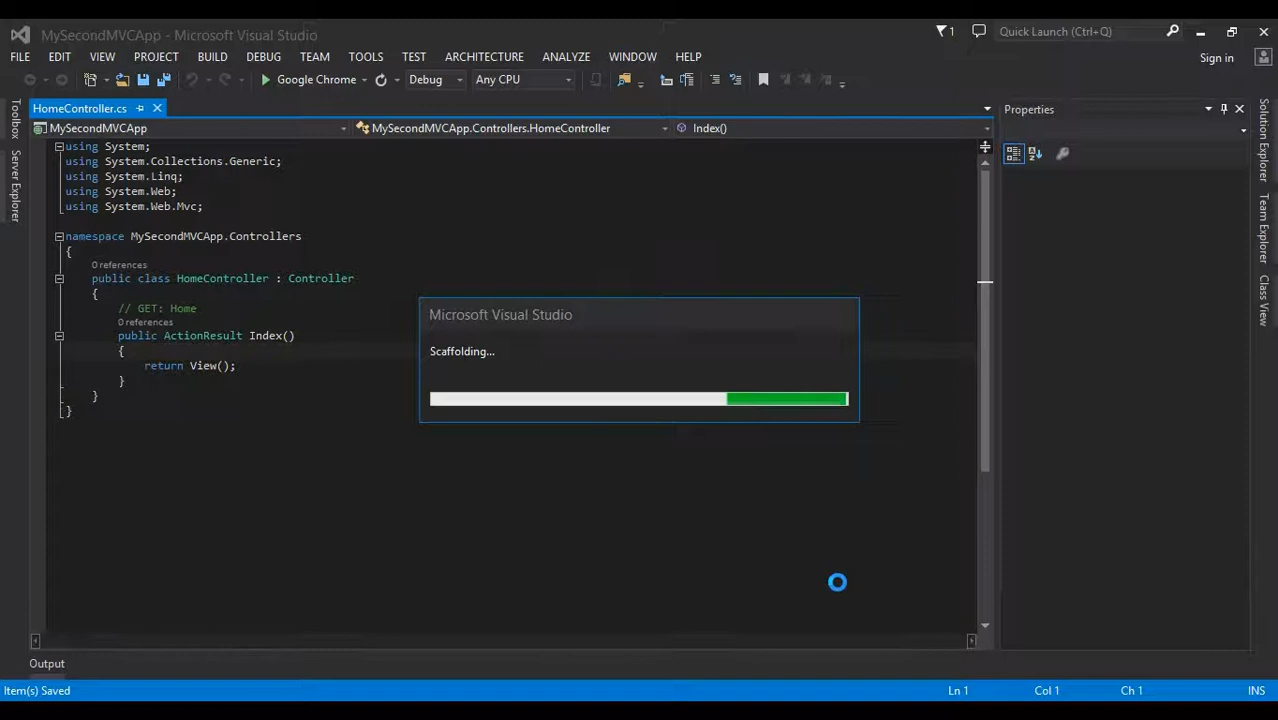 MySecondMVCApp - Microsoft Visual Studio
1
Quick Launch (Ctrl+Q)
FILE EDIT VIEW PROJECT BUILD DEBUG TEAM TOOLS TEST ARCHITECTURE ANALYZE WINDOW HELP
Sign in
Google Chrome Debug Any CPU
Toolbox
Server Explorer
HomeController.cs
MySecondMVCApp MySecondMVCApp.Controllers.HomeController Index()
using System;
using System.Collections.Generic;
using System.Linq;
using System.Web;
using System.Web.Mvc;
namespace MySecondMVCApp.Controllers
{
0 references
public class HomeController : Controller
{
// GET: Home
0 references
public ActionResult Index()
{
return View();
}
}
}
Microsoft Visual Studio
Scaffolding...
Properties
Solution Explorer
Team Explorer
Class View
Output
Item(s) Saved Ln 1 Col 1 Ch 1 INS